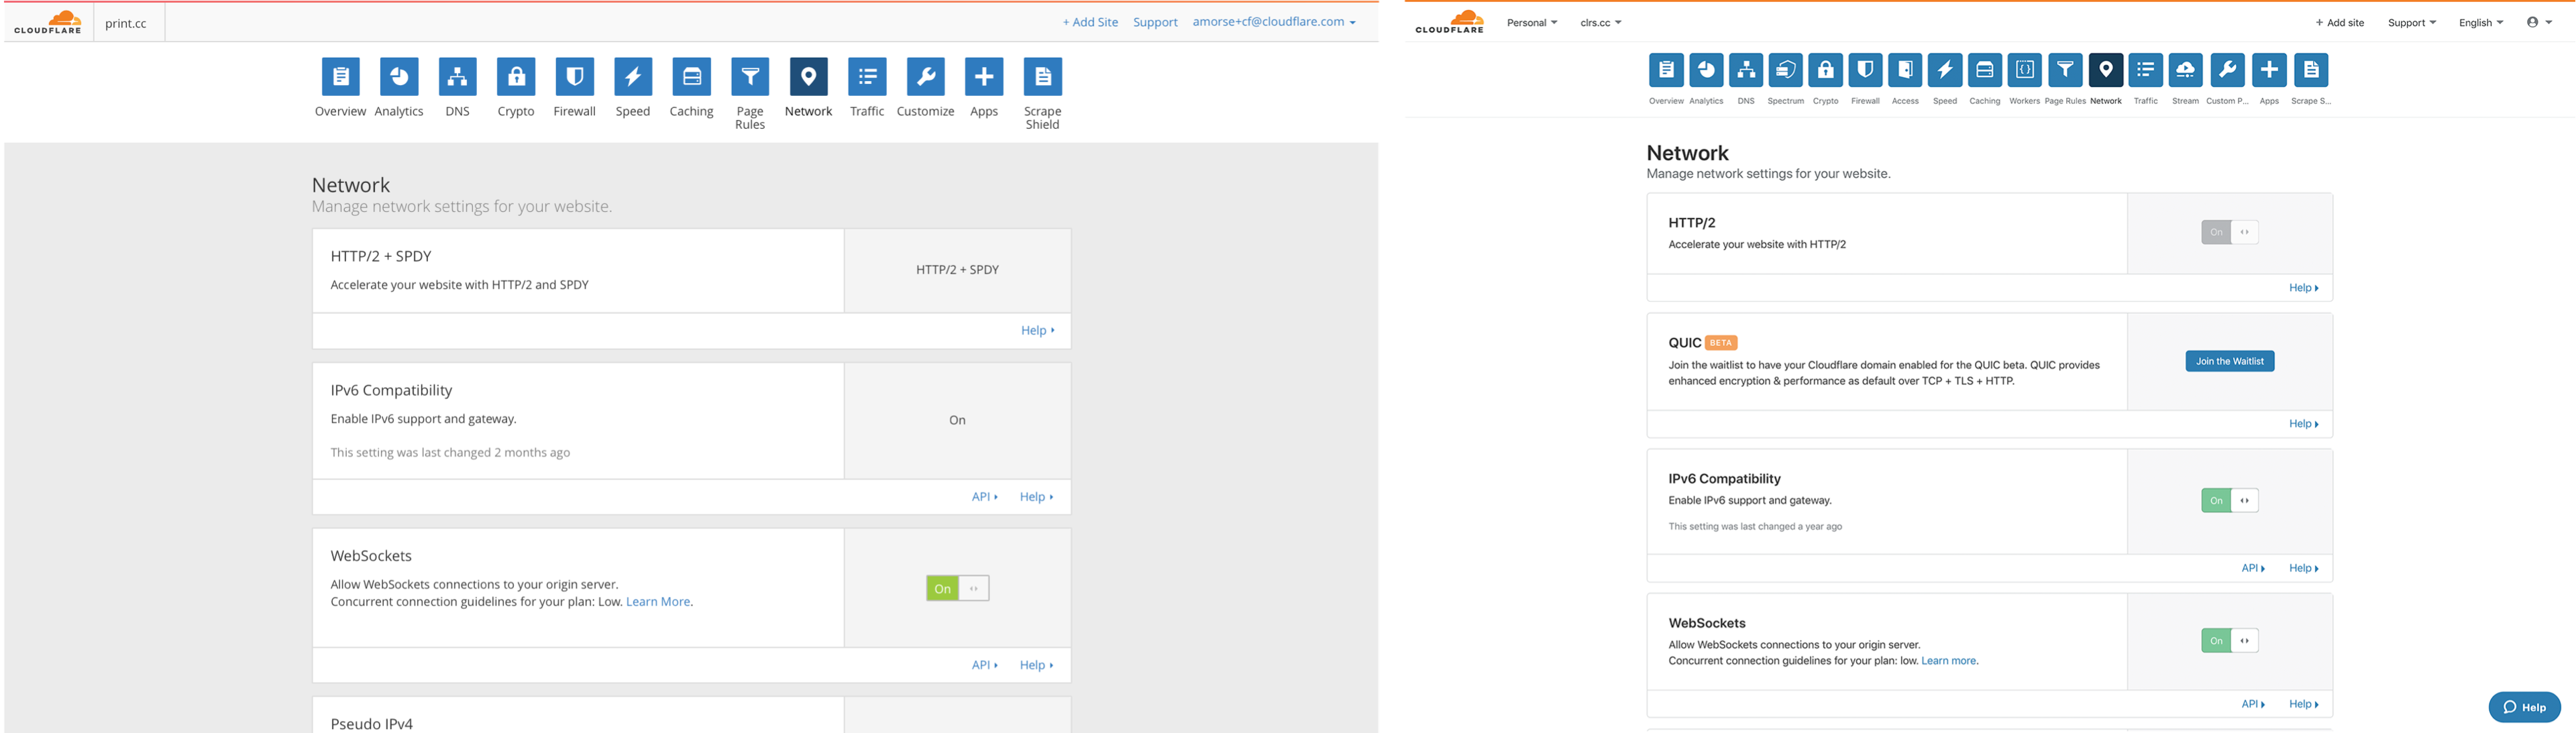 CLOUDFLARE
print.cc
+ Add Site
Support
amorse+cf@cloudflare.com
Overview
Analytics
DNS
Crypto
Firewall
Speed
Caching
Page
Rules
Network
Traffic
Customize
Apps
Scrape
Shield
Network
Manage network settings for your website.
HTTP/2 + SPDY
Accelerate your website with HTTP/2 and SPDY
HTTP/2 + SPDY
Help
IPv6 Compatibility
Enable IPv6 support and gateway.
This setting was last changed 2 months ago
On
API
Help
WebSockets
Allow WebSockets connections to your origin server.
Concurrent connection guidelines for your plan: Low. Learn More.
On
API
Help
Pseudo IPv4
CLOUDFLARE
Personal
clrs.cc
+ Add site
Support
English
Overview
Analytics
DNS
Spectrum
Crypto
Firewall
Access
Speed
Caching
Workers
Page Rules
Network
Traffic
Stream
Custom P...
Apps
Scrape S...
Network
Manage network settings for your website.
HTTP/2
Accelerate your website with HTTP/2
On
Help
QUIC BETA
Join the waitlist to have your Cloudflare domain enabled for the QUIC beta. QUIC provides
enhanced encryption & performance as default over TCP + TLS + HTTP.
Join the Waitlist
Help
IPv6 Compatibility
Enable IPv6 support and gateway.
This setting was last changed a year ago
On
API
Help
WebSockets
Allow WebSockets connections to your origin server.
Concurrent connection guidelines for your plan: low. Learn more.
On
API
Help
Help